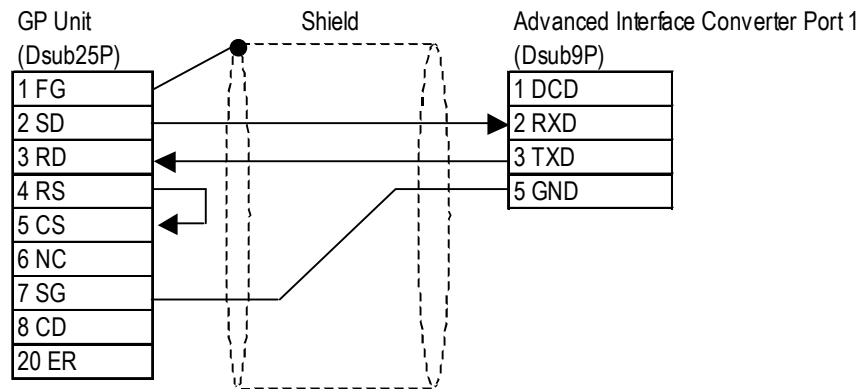 GP Unit
(Dsub25P)
1 FG
2 SD
3 RD
4 RS
5 CS
6 NC
7 SG
8 CD
20 ER
Shield
Advanced Interface Converter Port 1
(Dsub9P)
1 DCD
2 RXD
3 TXD
5 GND